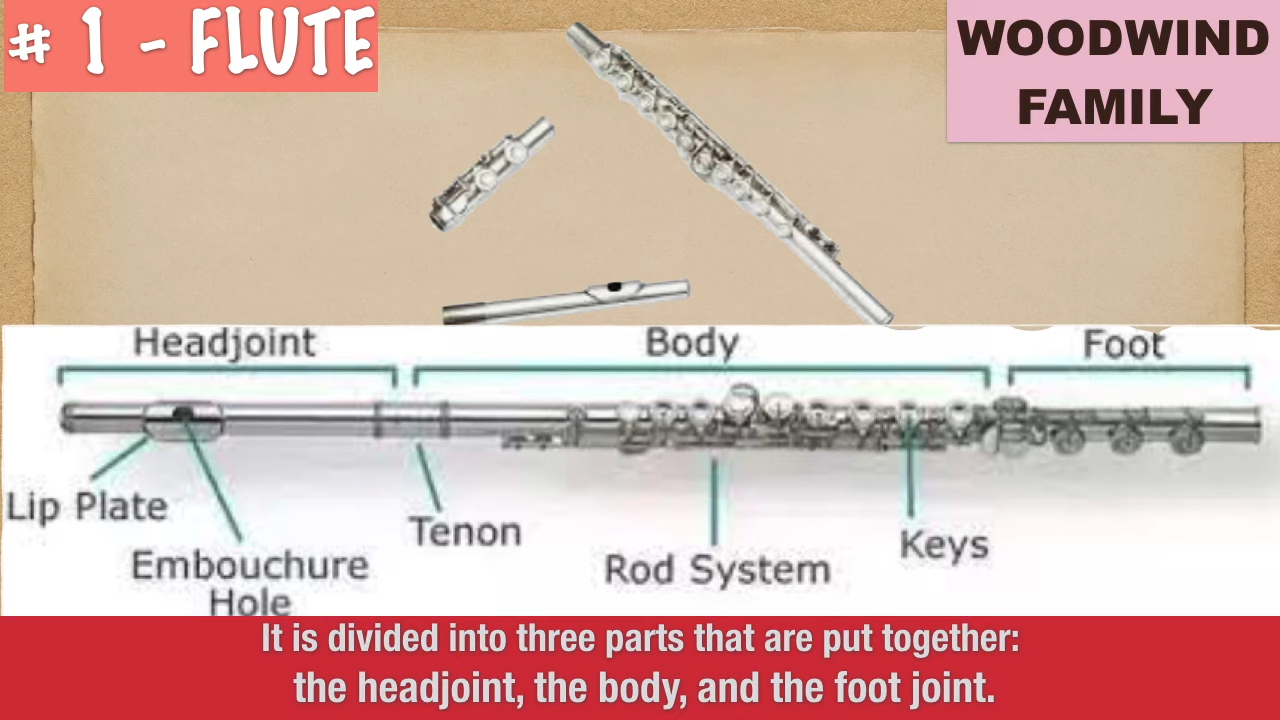 # 1 - FLUTE
WOODWIND
FAMILY
Headjoint
Body
Foot
Lip Plate
Embouchure
Hole
Tenon
Rod System
Keys
It is divided into three parts that are put together:
the headjoint, the body, and the foot joint.